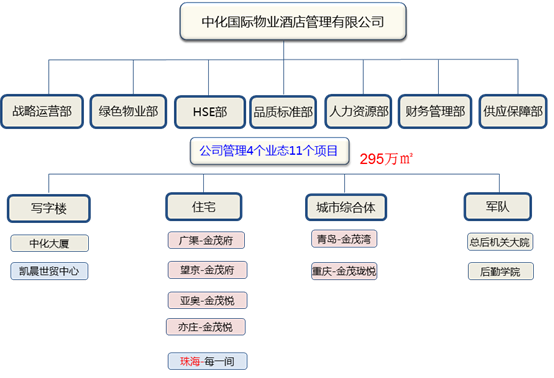 中化国际物业酒店管理有限公司
战略运营部 绿色物业部 HSE部 品质标准部 人力资源部 财务管理部 供应保障部
公司管理4个业态11个项目 295万㎡
写字楼 住宅 城市综合体 军队
中化大厦 广渠-金茂府 青岛-金茂湾 总后机关大院
凯晨世贸中心 望京-金茂府 重庆-金茂珑悦 后勤学院
亚奥-金茂悦
亦庄-金茂悦
珠海-每一间